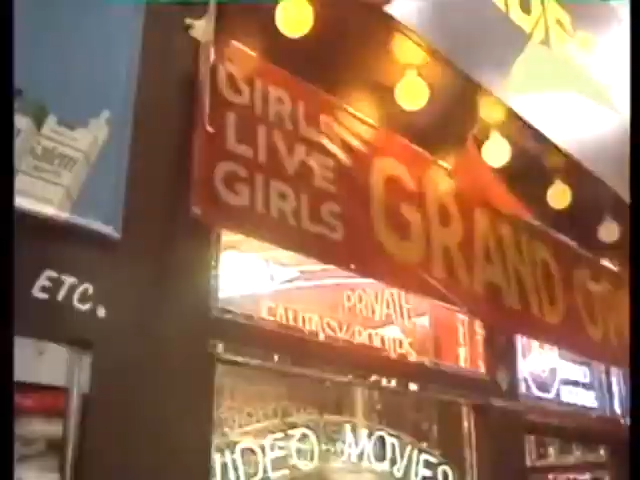 Salem
ETC.
GIRLS
LIVE
GIRLS
GRAND
PRIVATE
FANTASY BOOTHS
VIDEO MOVIES